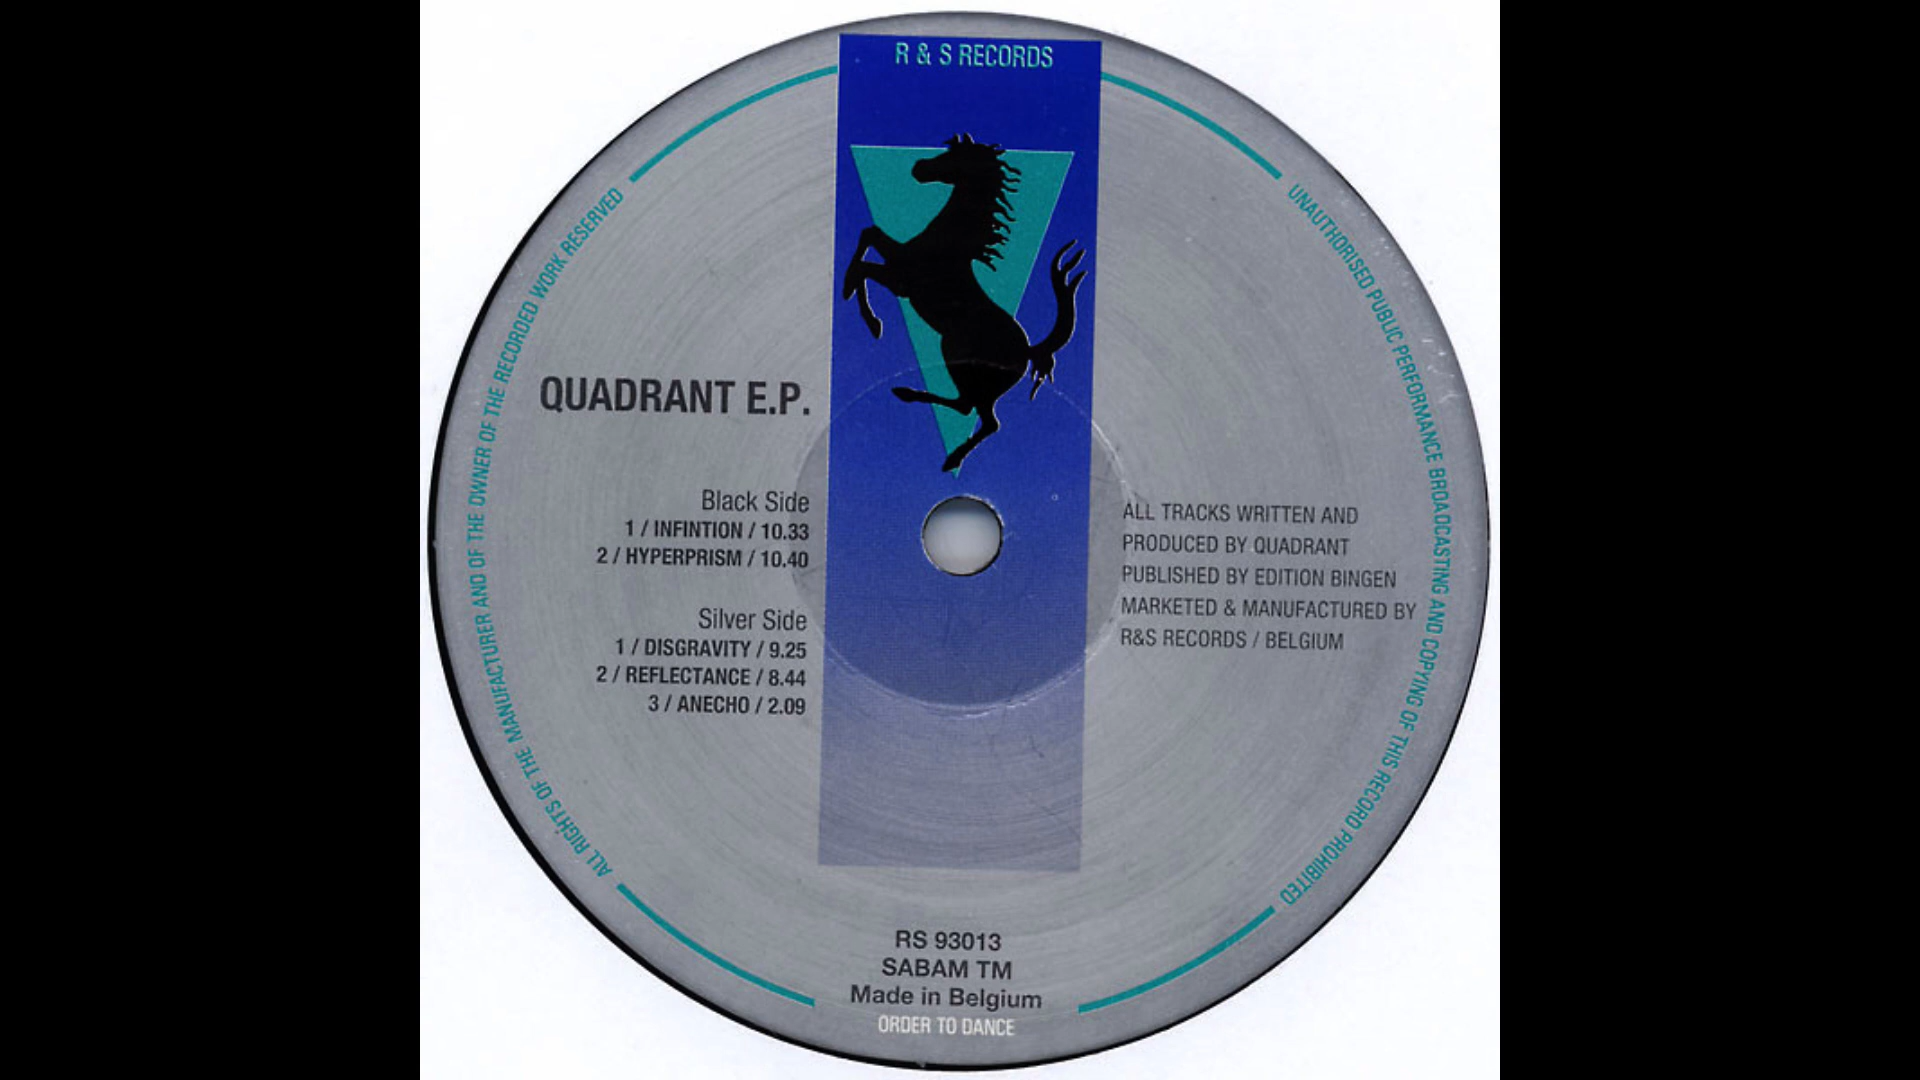 R & S RECORDS
ALL RIGHTS OF THE MANUFACTURER AND OF THE OWNER OF THE RECORDED WORK RESERVED
UNAUTHORISED PUBLIC PERFORMANCE BROADCASTING AND COPYING OF THIS RECORD PROHIBITED
QUADRANT E.P.
Black Side
1 / INFINTION / 10.33
2 / HYPERPRISM / 10.40
Silver Side
1 / DISGRAVITY / 9.25
2 / REFLECTANCE / 8.44
3 / ANECHO / 2.09
ALL TRACKS WRITTEN AND
PRODUCED BY QUADRANT
PUBLISHED BY EDITION BINGEN
MARKETED & MANUFACTURED BY
R&S RECORDS / BELGIUM
RS 93013
SABAM TM
Made in Belgium
ORDER TO DANCE